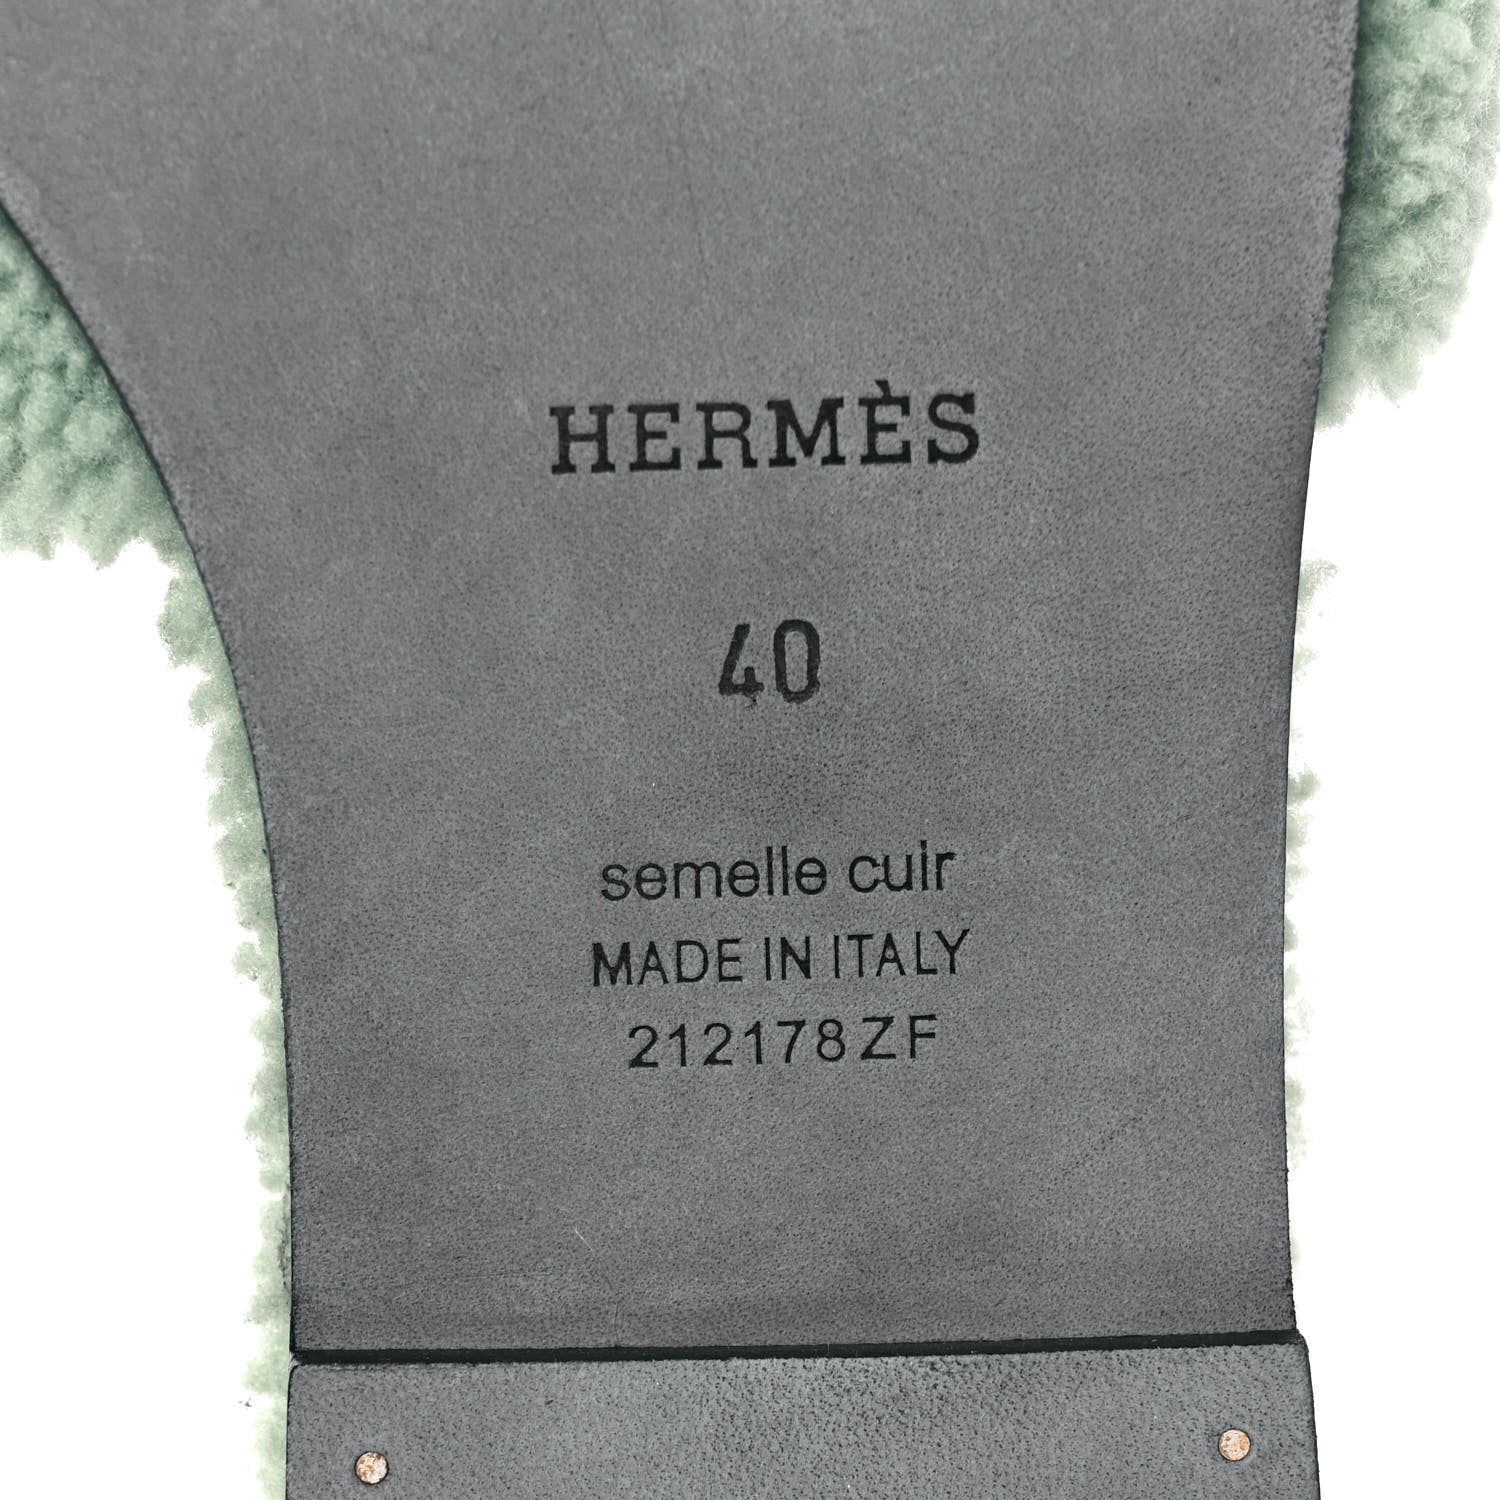 HERMÈS
40
semelle cuir
MADE IN ITALY
212178ZF